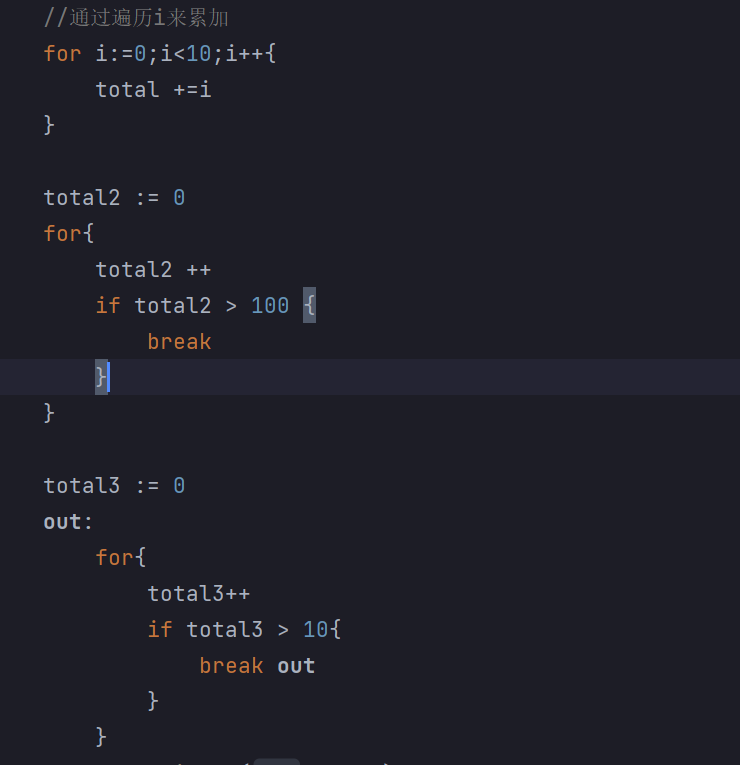 //通过遍历i来累加
for i:=0;i<10;i++{
total +=i
}
total2 := 0
for{
total2 ++
if total2 > 100 {
break
}
}
total3 := 0
out:
for{
total3++
if total3 > 10{
break out
}
}